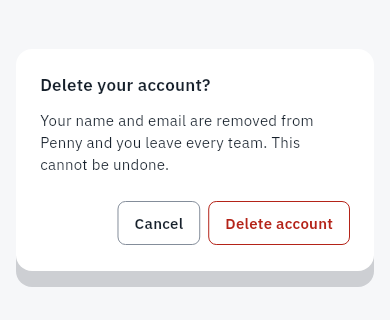 Delete your account?
Your name and email are removed from
Penny and you leave every team. This
cannot be undone.
Cancel
Delete account